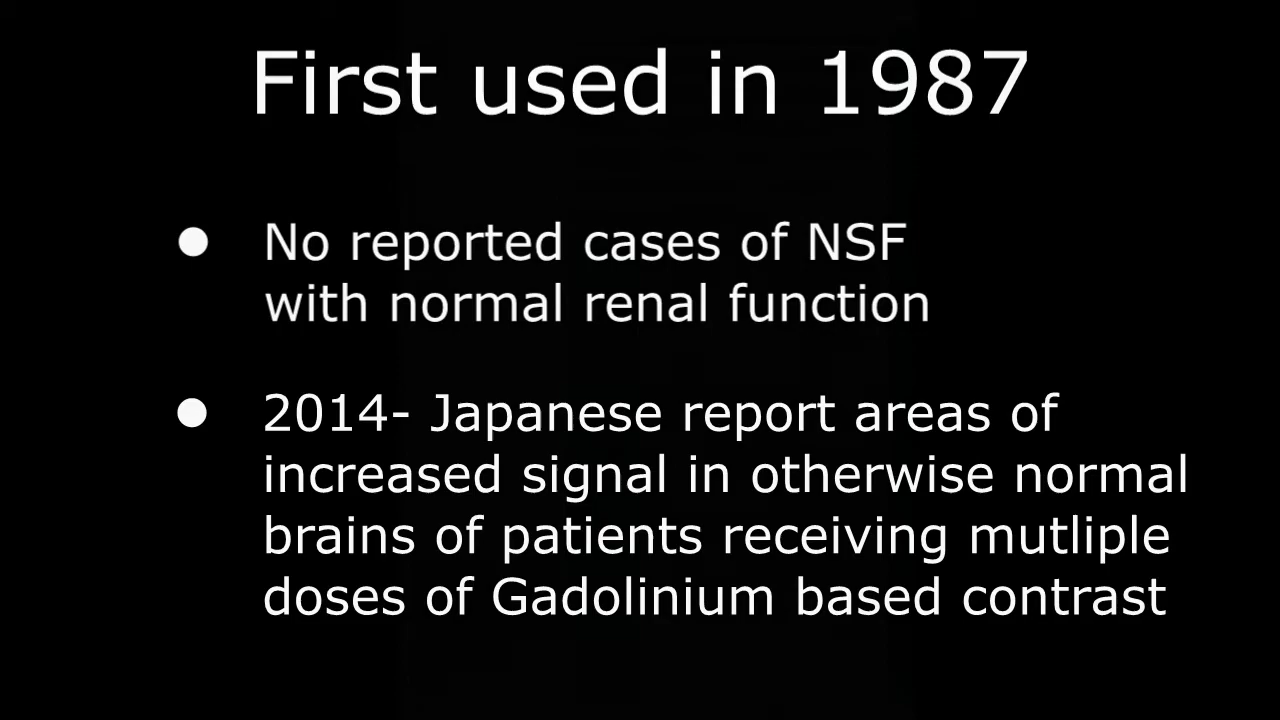 First used in 1987
● No reported cases of NSF
with normal renal function
● 2014- Japanese report areas of
increased signal in otherwise normal
brains of patients receiving mutliple
doses of Gadolinium based contrast